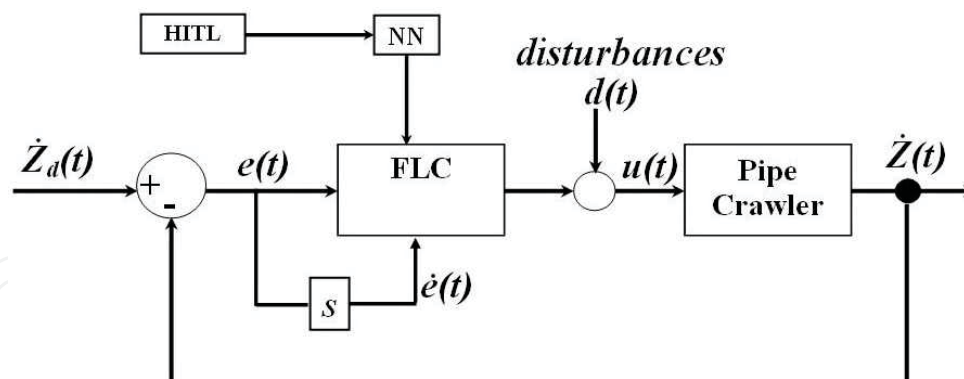 HITL
NN
disturbances
d(t)
Ż_d(t)
+
-
e(t)
FLC
u(t)
Pipe
Crawler
Ż(t)
s
ė(t)